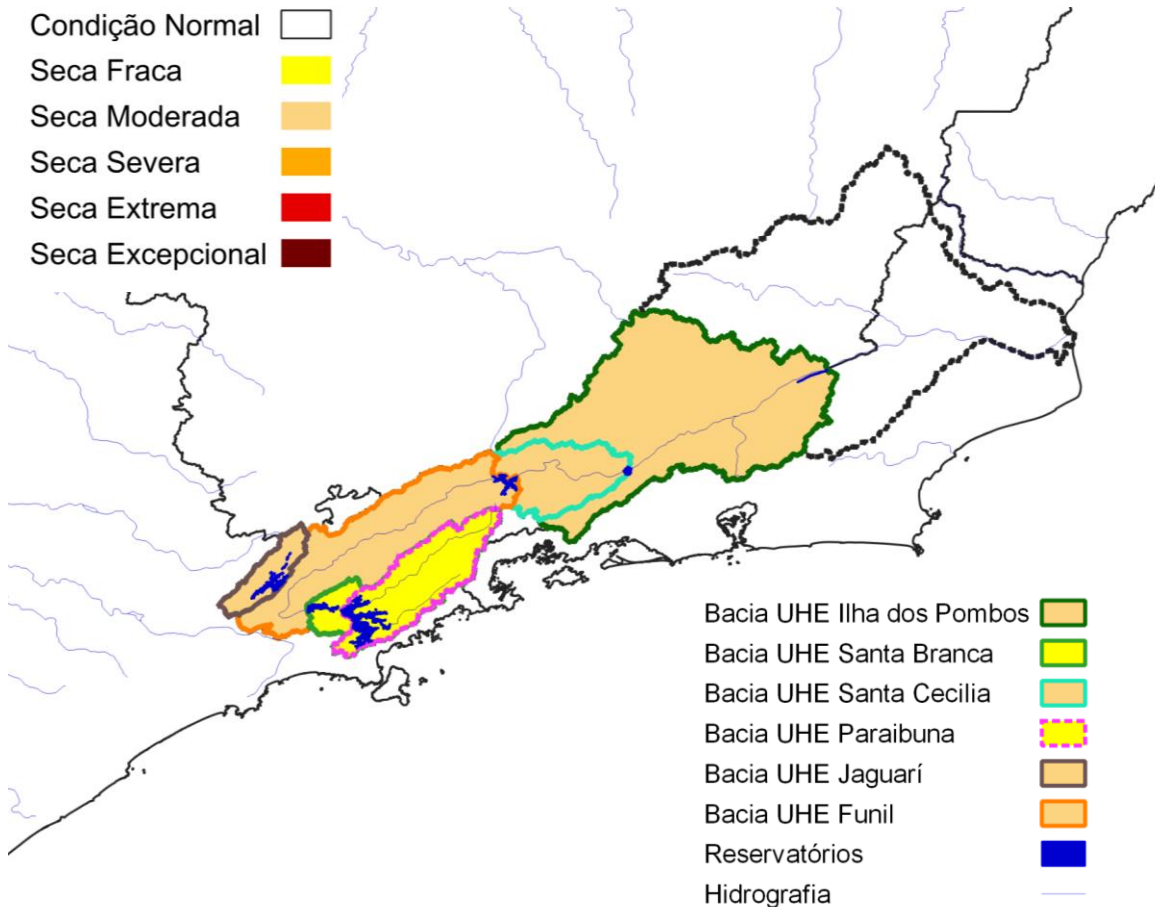 Condição Normal
Seca Fraca
Seca Moderada
Seca Severa
Seca Extrema
Seca Excepcional
Bacia UHE Ilha dos Pombos
Bacia UHE Santa Branca
Bacia UHE Santa Cecilia
Bacia UHE Paraibuna
Bacia UHE Jaguarí
Bacia UHE Funil
Reservatórios
Hidrografia